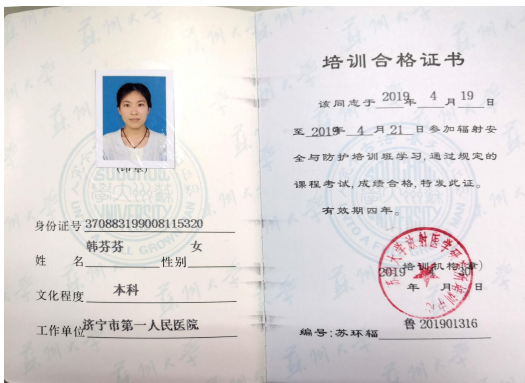 (印章)
身份证号 370883199008115320
姓 名 韩芬芬 性别 女
文化程度 本科
工作单位 济宁市第一人民医院
培训合格证书
该同志于 2019 年 4 月 19 日
至 2019 年 4 月 21 日参加辐射安
全与防护培训班学习,通过规定的
课程考试,成绩合格,特发此证。
有效期四年。
培训机构(章)
2019 年 月 30 日
编号:苏环辐 鲁 201901316